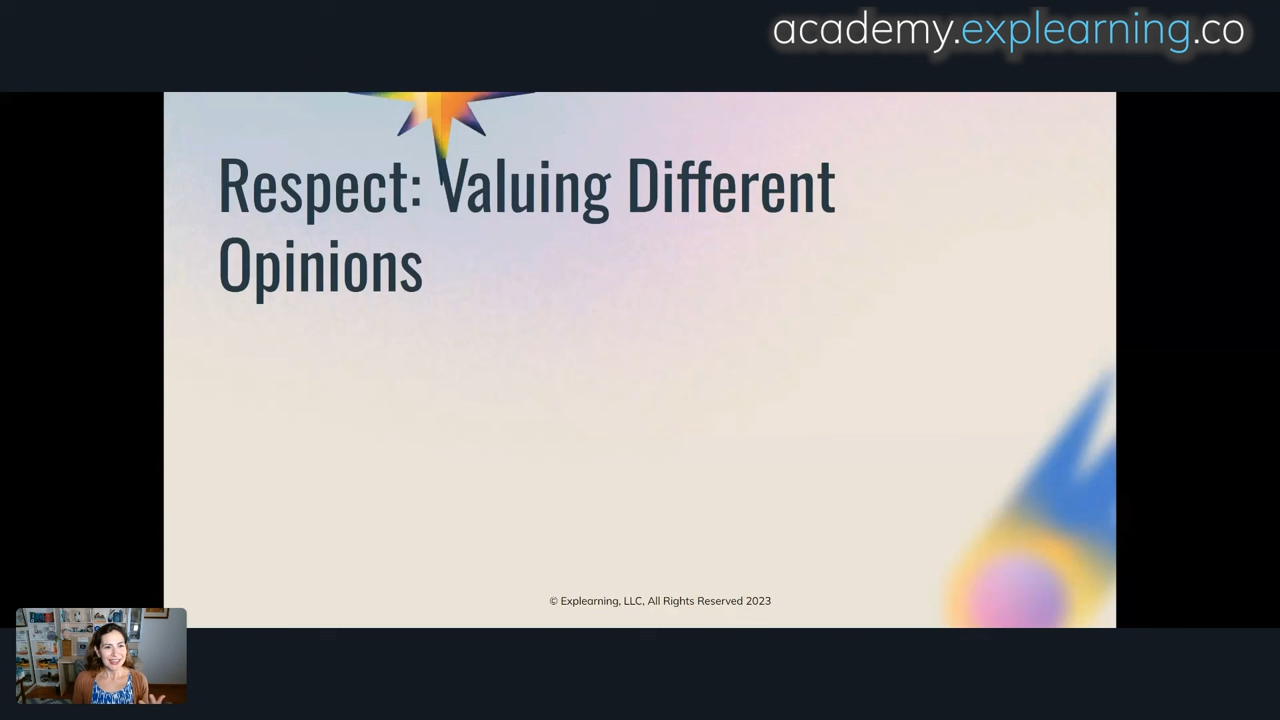 academy.explearning.co
Respect: Valuing Different
Opinions
© Explearning, LLC, All Rights Reserved 2023